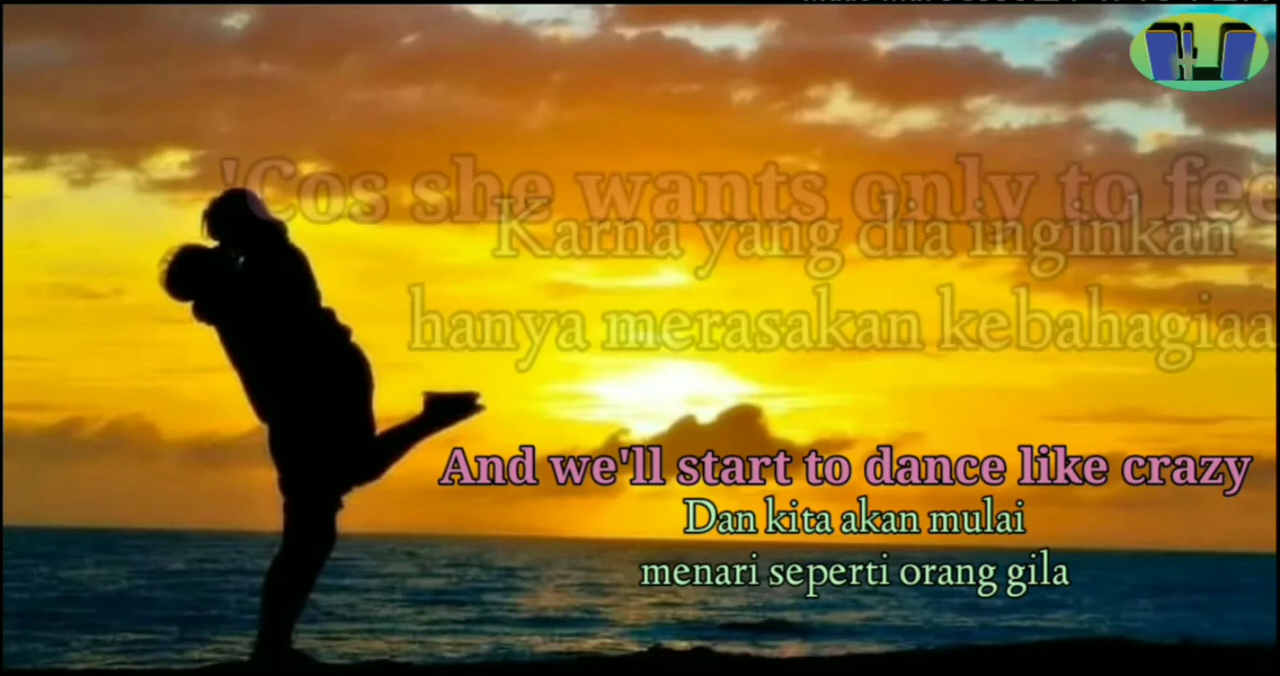 'Cos she wants only to fee
Karna yang dia inginkan
hanya merasakan kebahagiaa
And we'll start to dance like crazy
Dan kita akan mulai
menari seperti orang gila